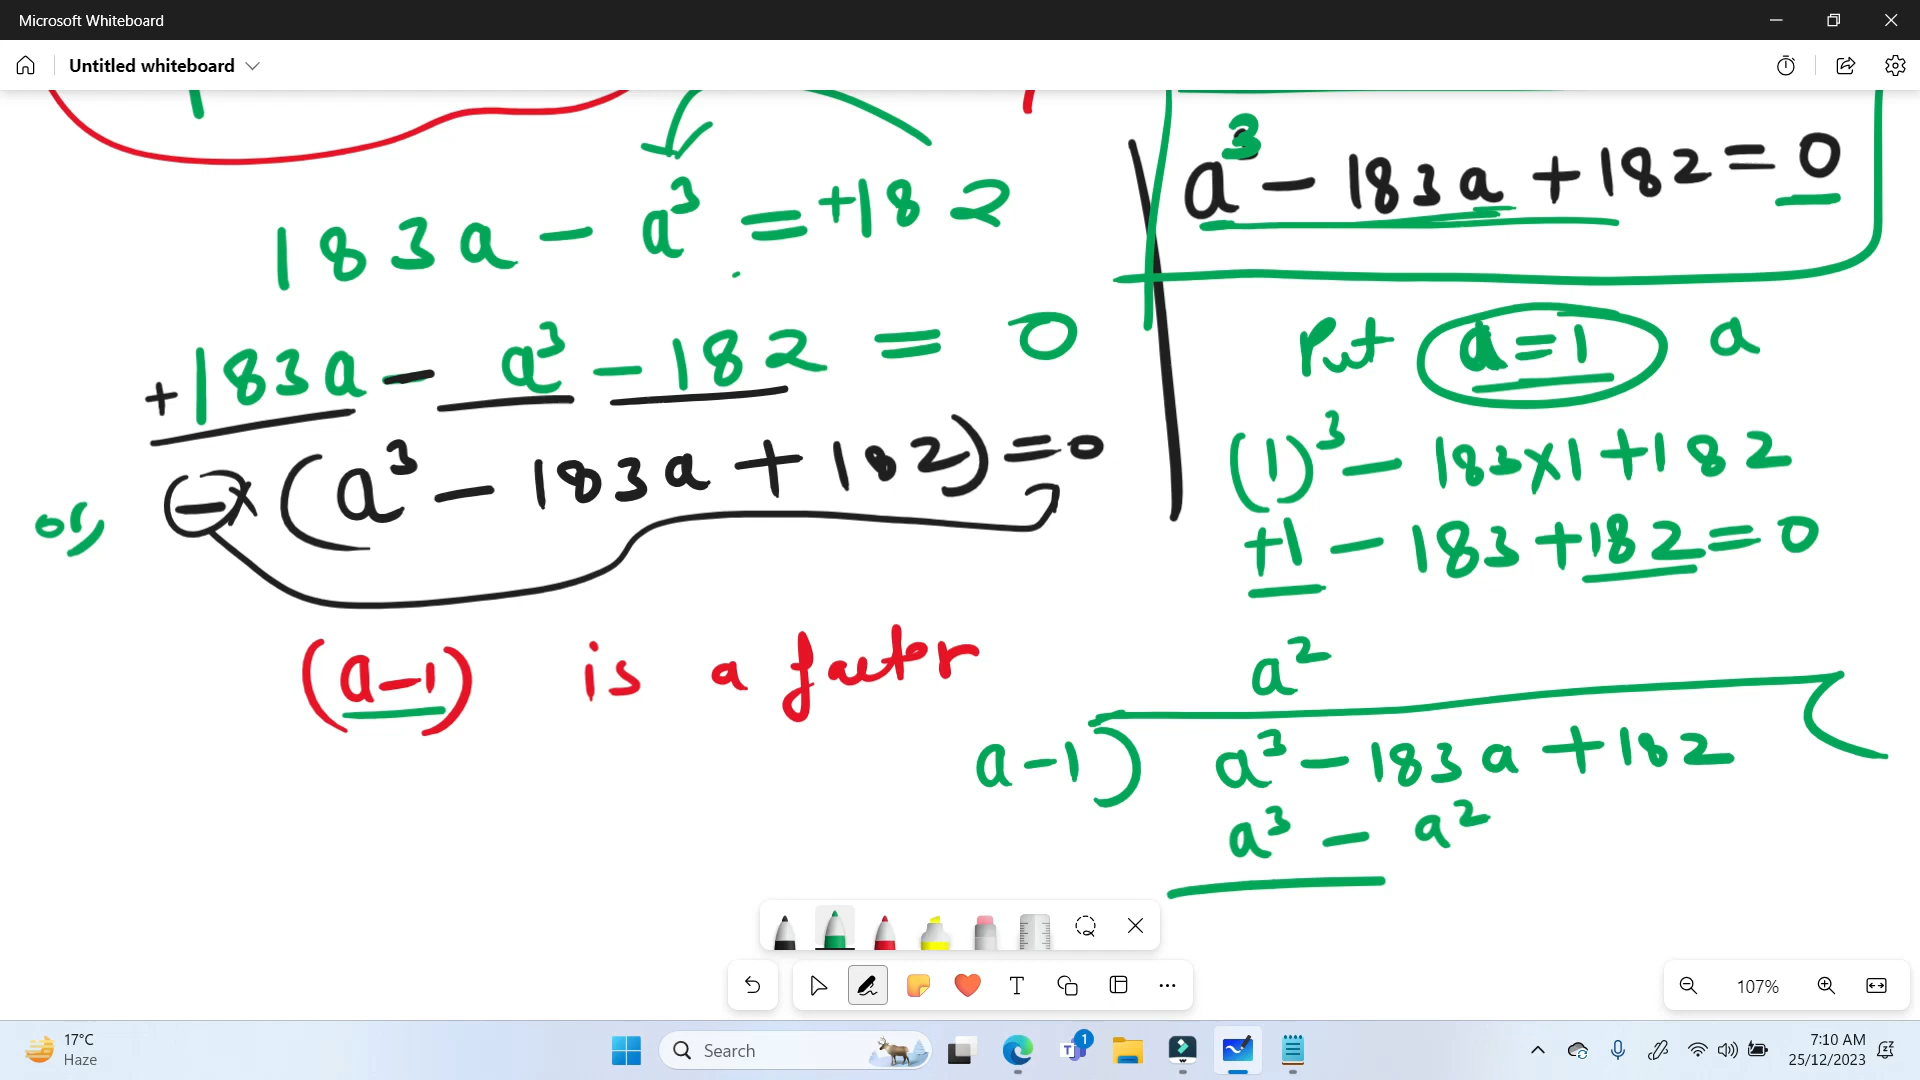 Microsoft Whiteboard
Untitled whiteboard
183a - a³ = +182
+183a - a³ - 182 = 0
or, -×(a³ - 183a + 182) = 0
(a-1) is a factor
a³ - 183a + 182 = 0
Put a=1 a
(1)³ - 183×1 + 182
+1 - 183 + 182 = 0
a²
a-1) a³ - 183a + 182
a³ - a²
107%
17°C
Haze
Search
1
7:10 AM
25/12/2023